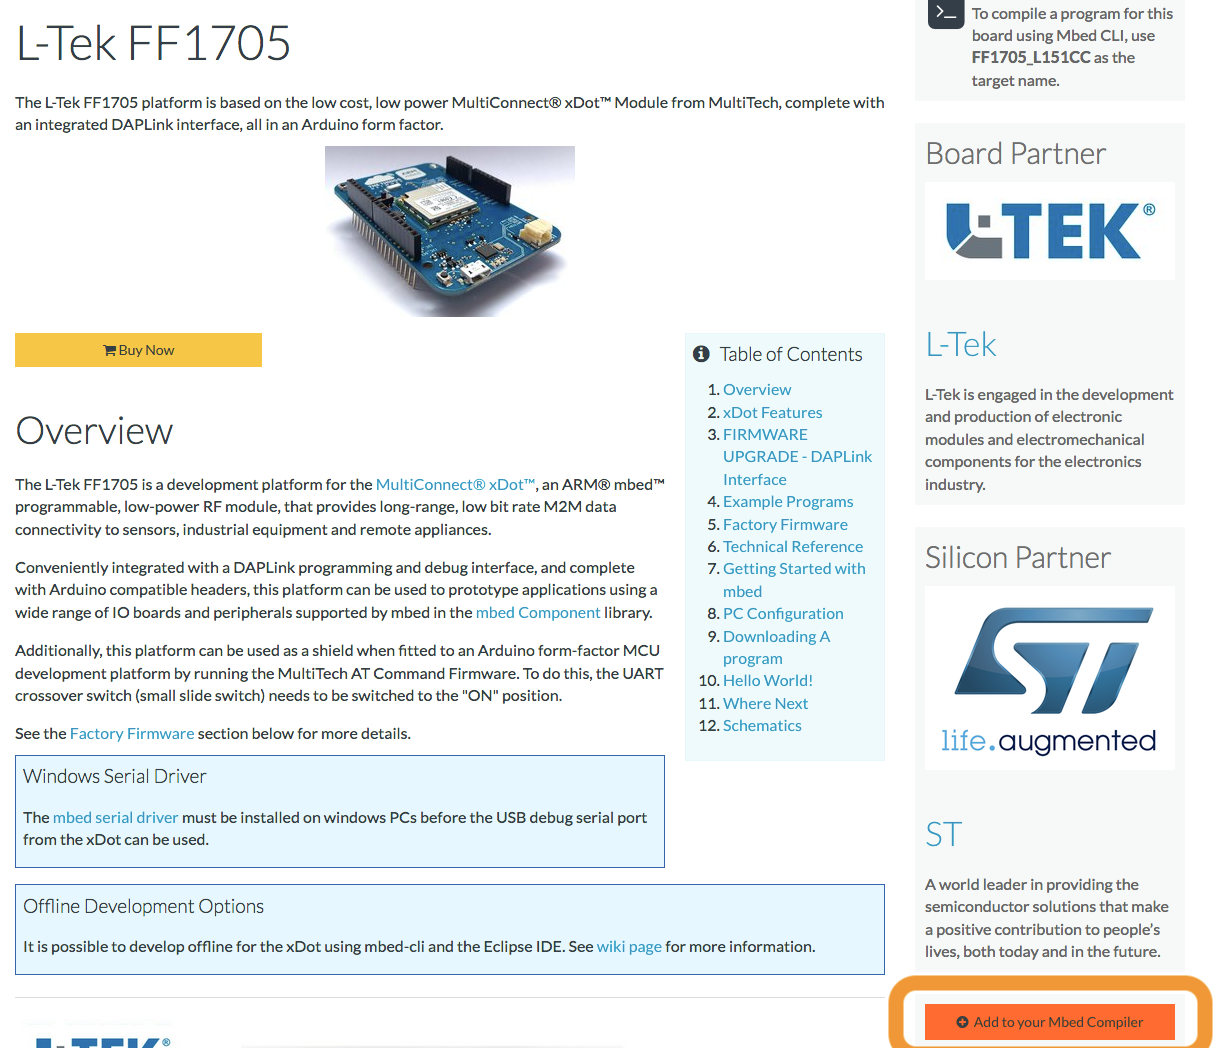 L-Tek FF1705
The L-Tek FF1705 platform is based on the low cost, low power MultiConnect® xDot™ Module from MultiTech, complete with
an integrated DAPLink interface, all in an Arduino form factor.
Buy Now
Table of Contents
1. Overview
2. xDot Features
3. FIRMWARE
UPGRADE - DAPLink
Interface
4. Example Programs
5. Factory Firmware
6. Technical Reference
7. Getting Started with
mbed
8. PC Configuration
9. Downloading A
program
10. Hello World!
11. Where Next
12. Schematics
Overview
The L-Tek FF1705 is a development platform for the MultiConnect® xDot™, an ARM® mbed™
programmable, low-power RF module, that provides long-range, low bit rate M2M data
connectivity to sensors, industrial equipment and remote appliances.
Conveniently integrated with a DAPLink programming and debug interface, and complete
with Arduino compatible headers, this platform can be used to prototype applications using a
wide range of IO boards and peripherals supported by mbed in the mbed Component library.
Additionally, this platform can be used as a shield when fitted to an Arduino form-factor MCU
development platform by running the MultiTech AT Command Firmware. To do this, the UART
crossover switch (small slide switch) needs to be switched to the "ON" position.
See the Factory Firmware section below for more details.
Windows Serial Driver
The mbed serial driver must be installed on windows PCs before the USB debug serial port
from the xDot can be used.
Offline Development Options
It is possible to develop offline for the xDot using mbed-cli and the Eclipse IDE. See wiki page for more information.
L-TEK®
To compile a program for this
board using Mbed CLI, use
FF1705_L151CC as the
target name.
Board Partner
L-TEK®
L-Tek
L-Tek is engaged in the development
and production of electronic
modules and electromechanical
components for the electronics
industry.
Silicon Partner
ST
life.augmented
ST
A world leader in providing the
semiconductor solutions that make
a positive contribution to people's
lives, both today and in the future.
Add to your Mbed Compiler